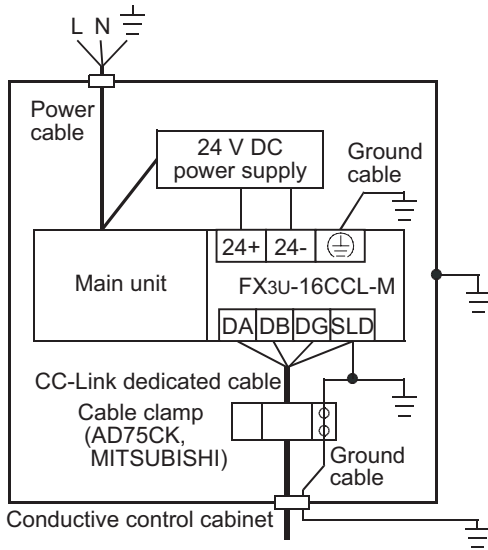 L N
Power
cable
24 V DC
power supply
Ground
cable
24+ 24-
Main unit
FX3U-16CCL-M
DA DB DG SLD
CC-Link dedicated cable
Cable clamp
(AD75CK,
MITSUBISHI)
Ground
cable
Conductive control cabinet